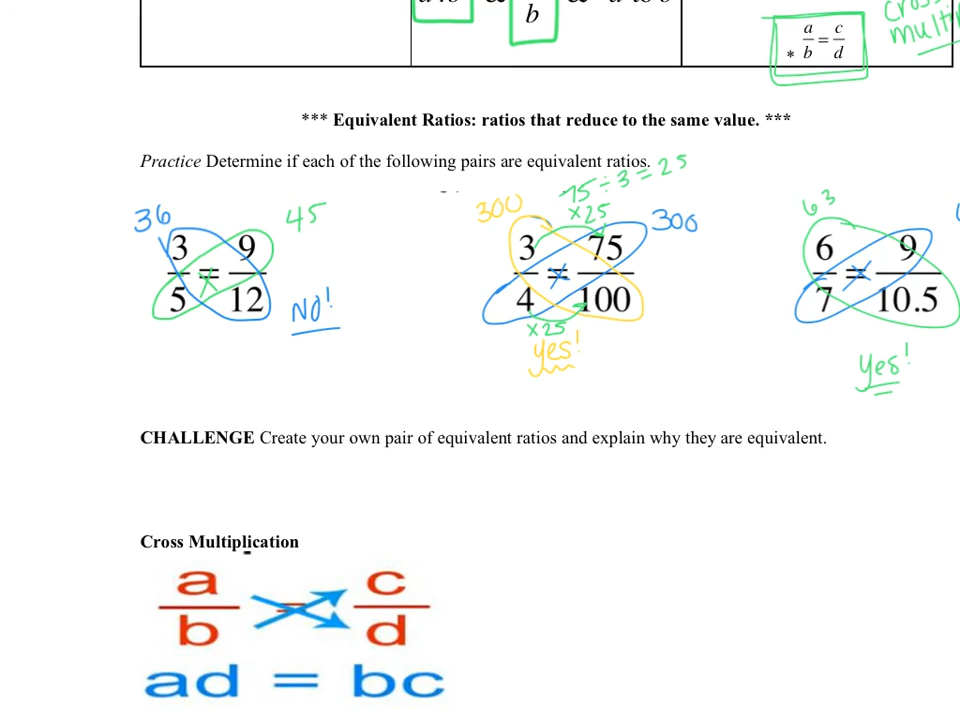 b
a/b = c/d
*
multi
*** Equivalent Ratios: ratios that reduce to the same value. ***
Practice Determine if each of the following pairs are equivalent ratios.
75 ÷ 3 = 25
36 45 300 ×25 300 63
3/5 = 9/12 3/4 = 75/100 6/7 = 9/10.5
NO! ×25
yes! yes!
CHALLENGE Create your own pair of equivalent ratios and explain why they are equivalent.
Cross Multiplication
a/b = c/d
ad = bc